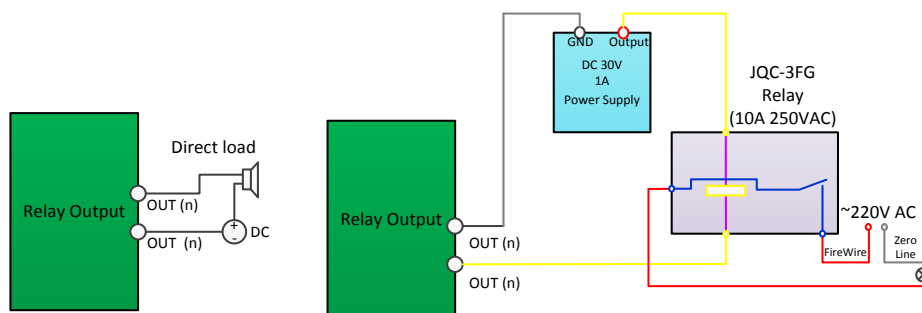 Direct load
Relay Output
OUT (n)
OUT (n)
+
-
DC
Relay Output
OUT (n)
OUT (n)
GND
Output
DC 30V
1A
Power Supply
JQC-3FG
Relay
(10A 250VAC)
~220V AC
FireWire
Zero
Line